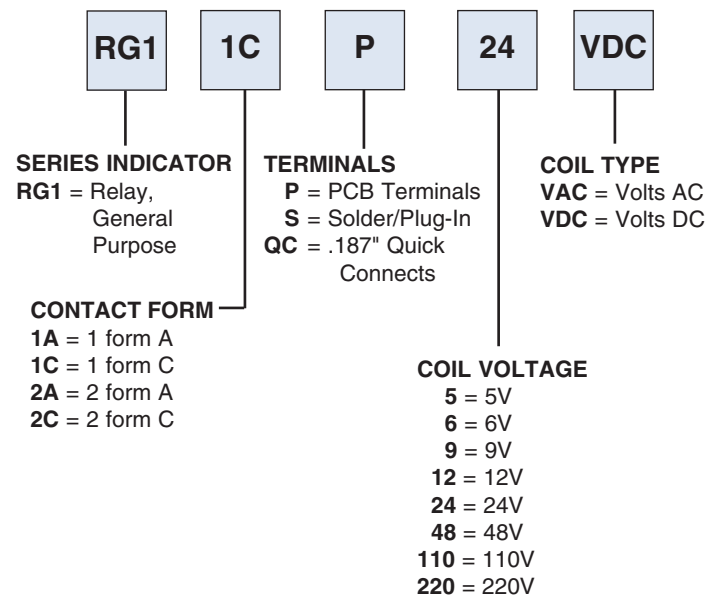 RG1 1C P 24 VDC
SERIES INDICATOR
RG1 = Relay,
General
Purpose
TERMINALS
P = PCB Terminals
S = Solder/Plug-In
QC = .187" Quick
Connects
COIL TYPE
VAC = Volts AC
VDC = Volts DC
CONTACT FORM
1A = 1 form A
1C = 1 form C
2A = 2 form A
2C = 2 form C
COIL VOLTAGE
5 = 5V
6 = 6V
9 = 9V
12 = 12V
24 = 24V
48 = 48V
110 = 110V
220 = 220V